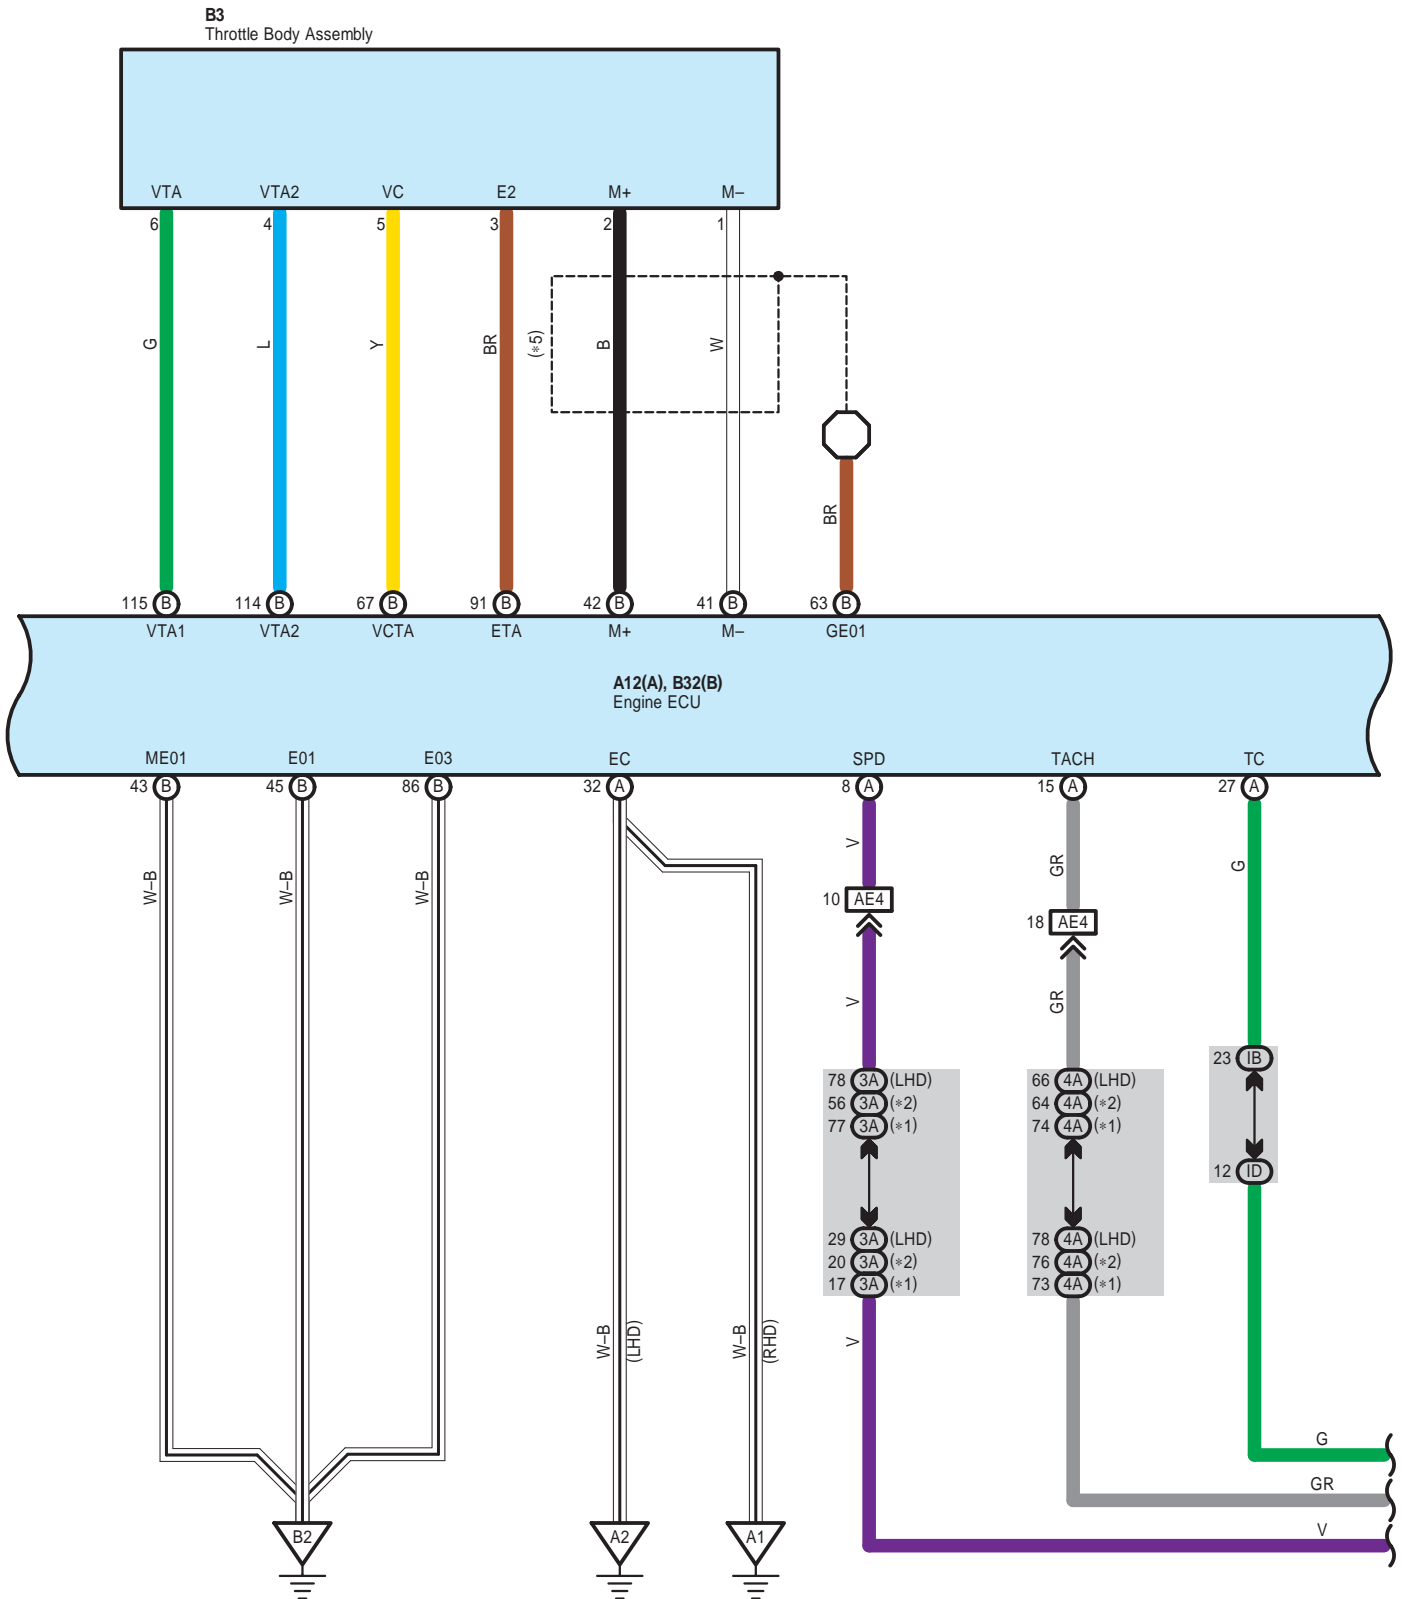 B3
Throttle Body Assembly
VTA VTA2 VC E2 M+ M–
6 4 5 3 2 1
G L Y BR (*5) B W
BR
115 B 114 B 67 B 91 B 42 B 41 B 63 B
VTA1 VTA2 VCTA ETA M+ M– GE01
A12(A), B32(B)
Engine ECU
ME01 E01 E03 EC SPD TACH TC
43 B 45 B 86 B 32 A 8 A 15 A 27 A
V
W–B W–B W–B GR G
10 AE4
18 AE4
V GR
23 IB
78 3A (LHD) 66 4A (LHD)
56 3A (*2) 64 4A (*2)
77 3A (*1) 74 4A (*1)
12 ID
29 3A (LHD) 78 4A (LHD)
20 3A (*2) 76 4A (*2)
17 3A (*1) 73 4A (*1)
W–B (LHD) W–B (RHD) V
G
GR
V
B2 A2 A1